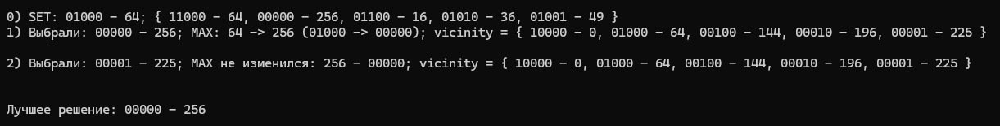 0) SET: 01000 - 64; { 11000 - 64, 00000 - 256, 01100 - 16, 01010 - 36, 01001 - 49 }
1) Выбрали: 00000 - 256; MAX: 64 -> 256 (01000 -> 00000); vicinity = { 10000 - 0, 01000 - 64, 00100 - 144, 00010 - 196, 00001 - 225 }
2) Выбрали: 00001 - 225; MAX не изменился: 256 - 00000; vicinity = { 10000 - 0, 01000 - 64, 00100 - 144, 00010 - 196, 00001 - 225 }
Лучшее решение: 00000 - 256